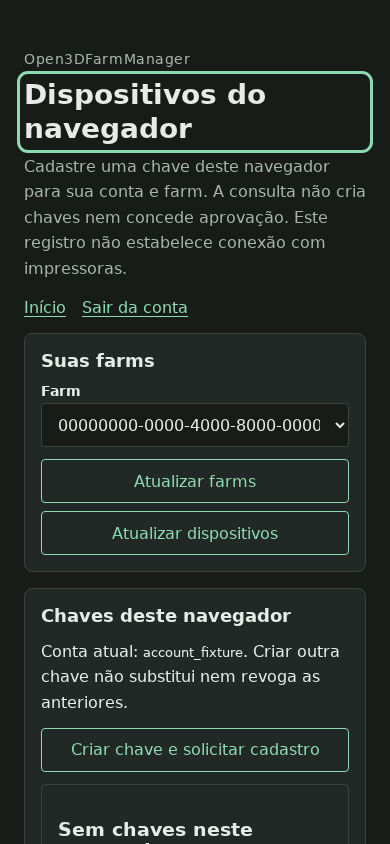 Open3DFarmManager
Dispositivos do
navegador
Cadastre uma chave deste navegador
para sua conta e farm. A consulta não cria
chaves nem concede aprovação. Este
registro não estabelece conexão com
impressoras.
Início Sair da conta
Suas farms
Farm
00000000-0000-4000-8000-0000
Atualizar farms
Atualizar dispositivos
Chaves deste navegador
Conta atual: account_fixture. Criar outra
chave não substitui nem revoga as
anteriores.
Criar chave e solicitar cadastro
Sem chaves neste